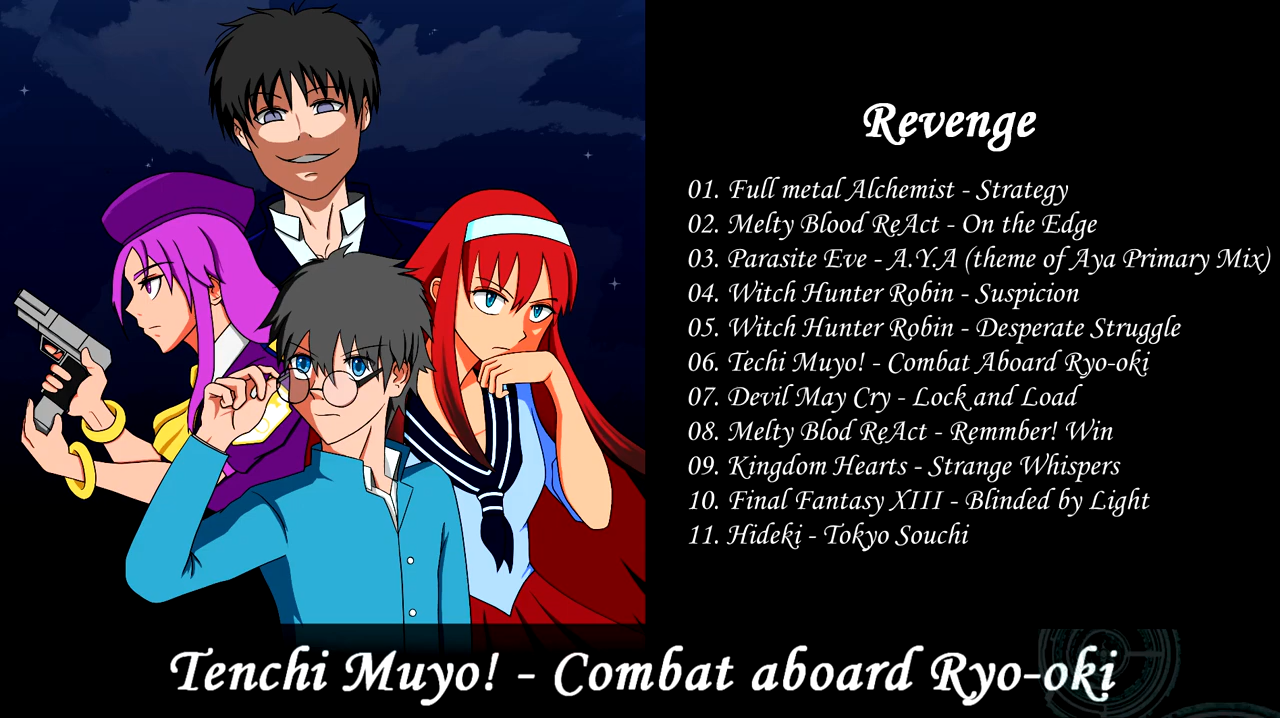 Revenge
01. Full metal Alchemist - Strategy
02. Melty Blood ReAct - On the Edge
03. Parasite Eve - A.Y.A (theme of Aya Primary Mix)
04. Witch Hunter Robin - Suspicion
05. Witch Hunter Robin - Desperate Struggle
06. Techi Muyo! - Combat Aboard Ryo-oki
07. Devil May Cry - Lock and Load
08. Melty Blod ReAct - Remmber! Win
09. Kingdom Hearts - Strange Whispers
10. Final Fantasy XIII - Blinded by Light
11. Hideki - Tokyo Souchi
Tenchi Muyo! - Combat aboard Ryo-oki